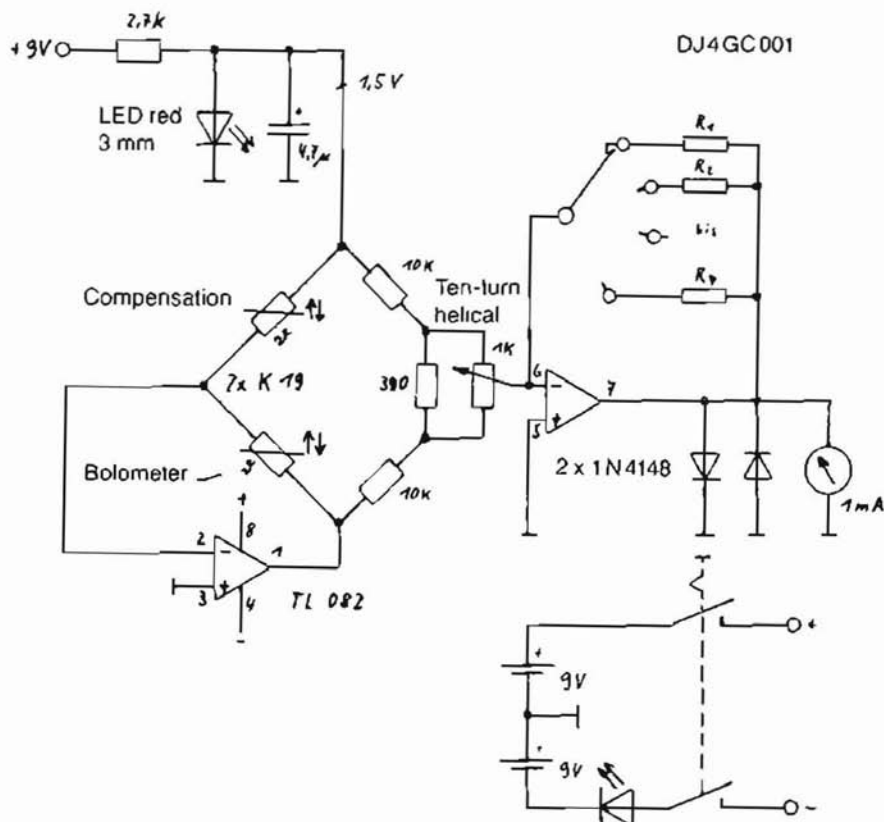 2,7k
+9V
DJ4GC001
1,5 V
LED red
3 mm
+
4,7µ
R1
R2
bis
10K
Compensation
Ten-turn
helical
ϑ
1K
390
2x K 19
6
-
7
5
+
Bolometer
ϑ
10K
2 x 1N4148
1mA
+
8
2
-
1
3
+
4
TL 082
-
+
+
9V
+
9V
-